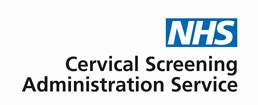 NHS
Cervical Screening
Administration Service